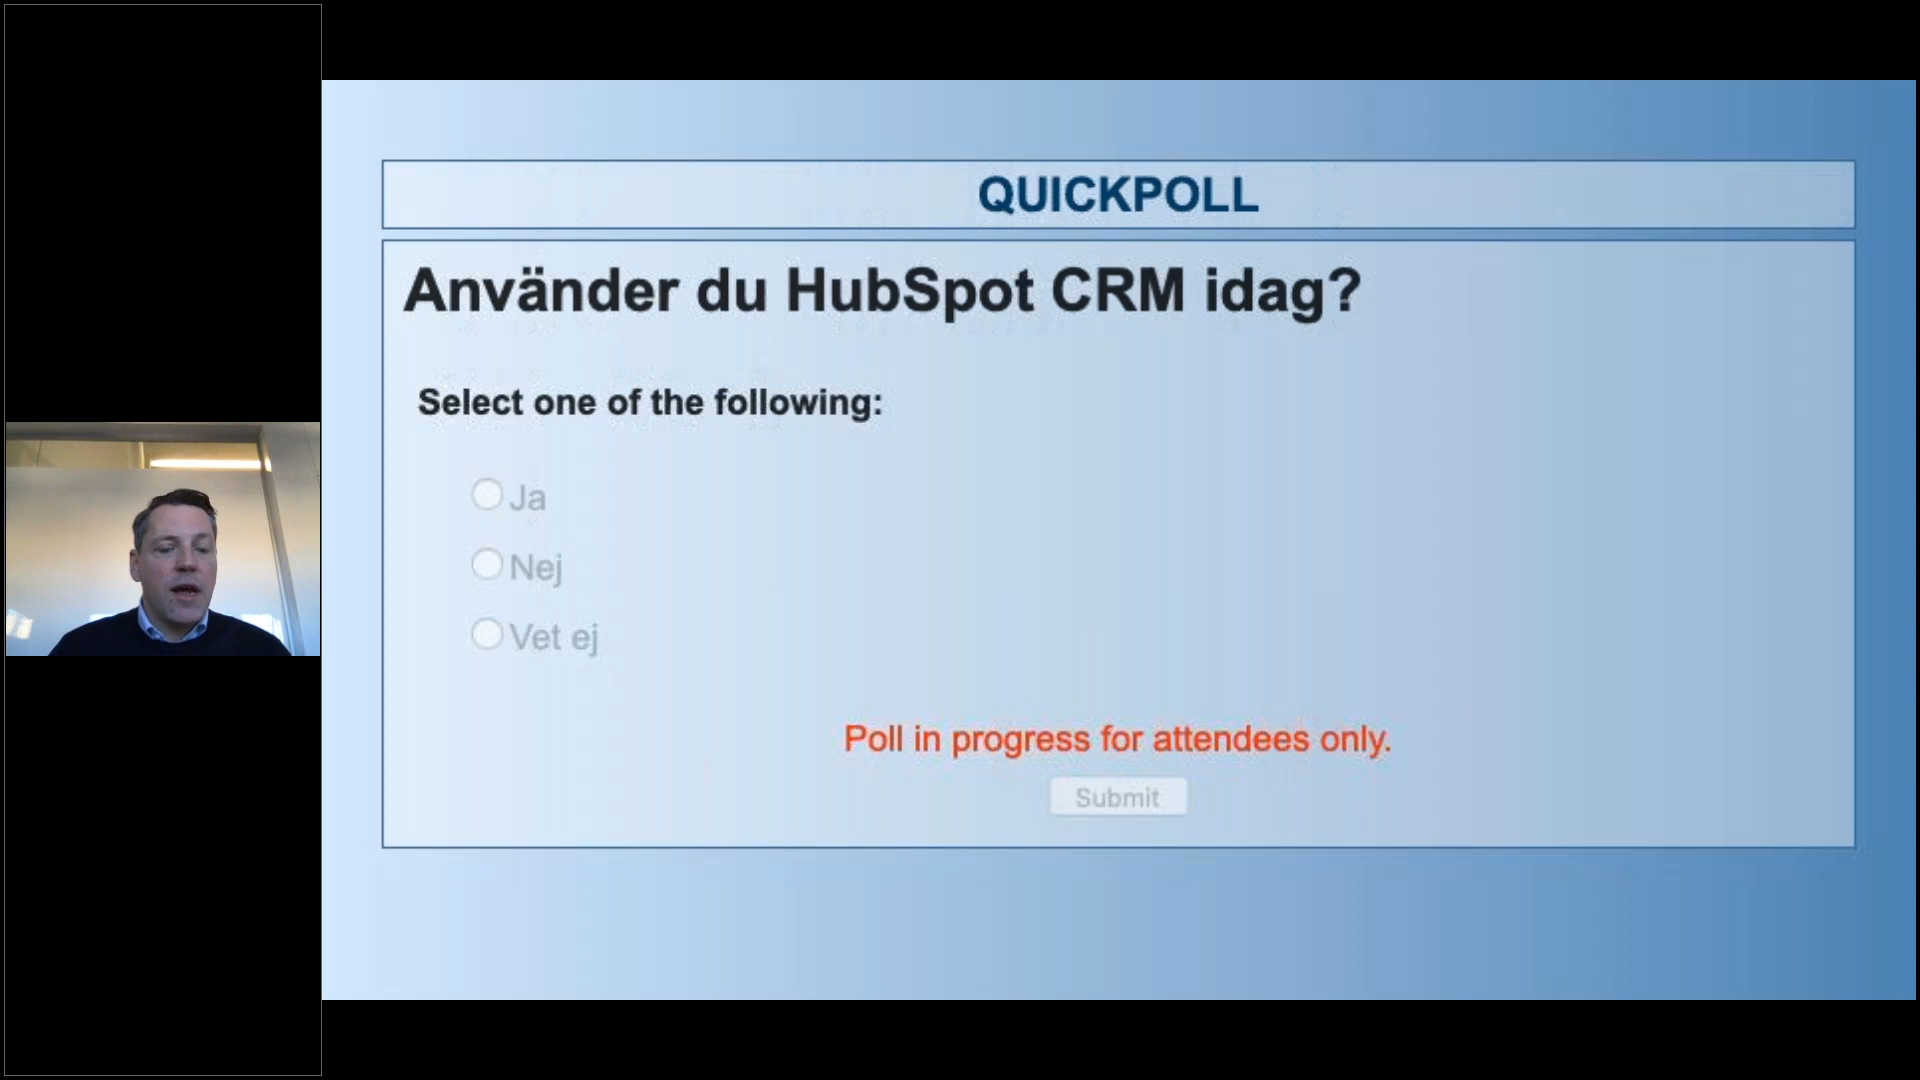 QUICKPOLL
Använder du HubSpot CRM idag?
Select one of the following:
Ja
Nej
Vet ej
Poll in progress for attendees only.
Submit